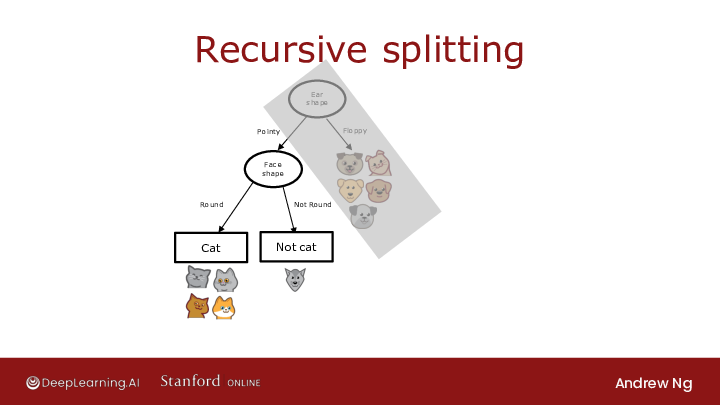 Recursive splitting
Ear
shape
Pointy
Floppy
Face
shape
Round
Not Round
Cat
Not cat
DeepLearning.AI
Stanford ONLINE
Andrew Ng